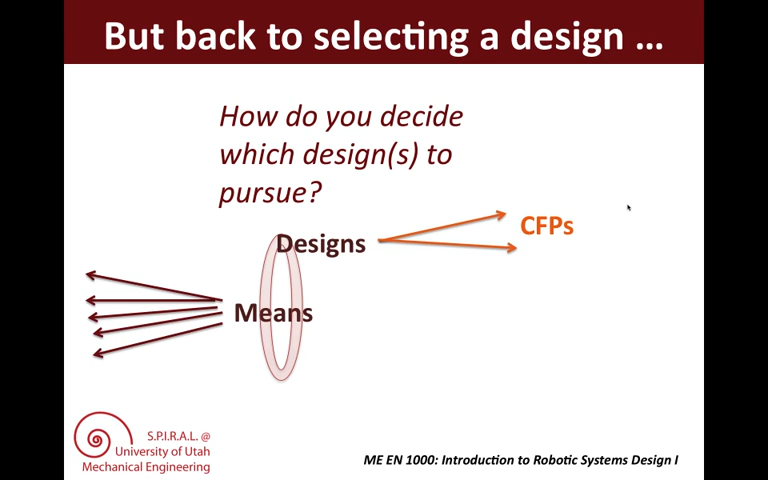 But back to selecting a design …
How do you decide
which design(s) to
pursue?
Designs
CFPs
Means
S.P.I.R.A.L. @
University of Utah
Mechanical Engineering
ME EN 1000: Introduction to Robotic Systems Design I